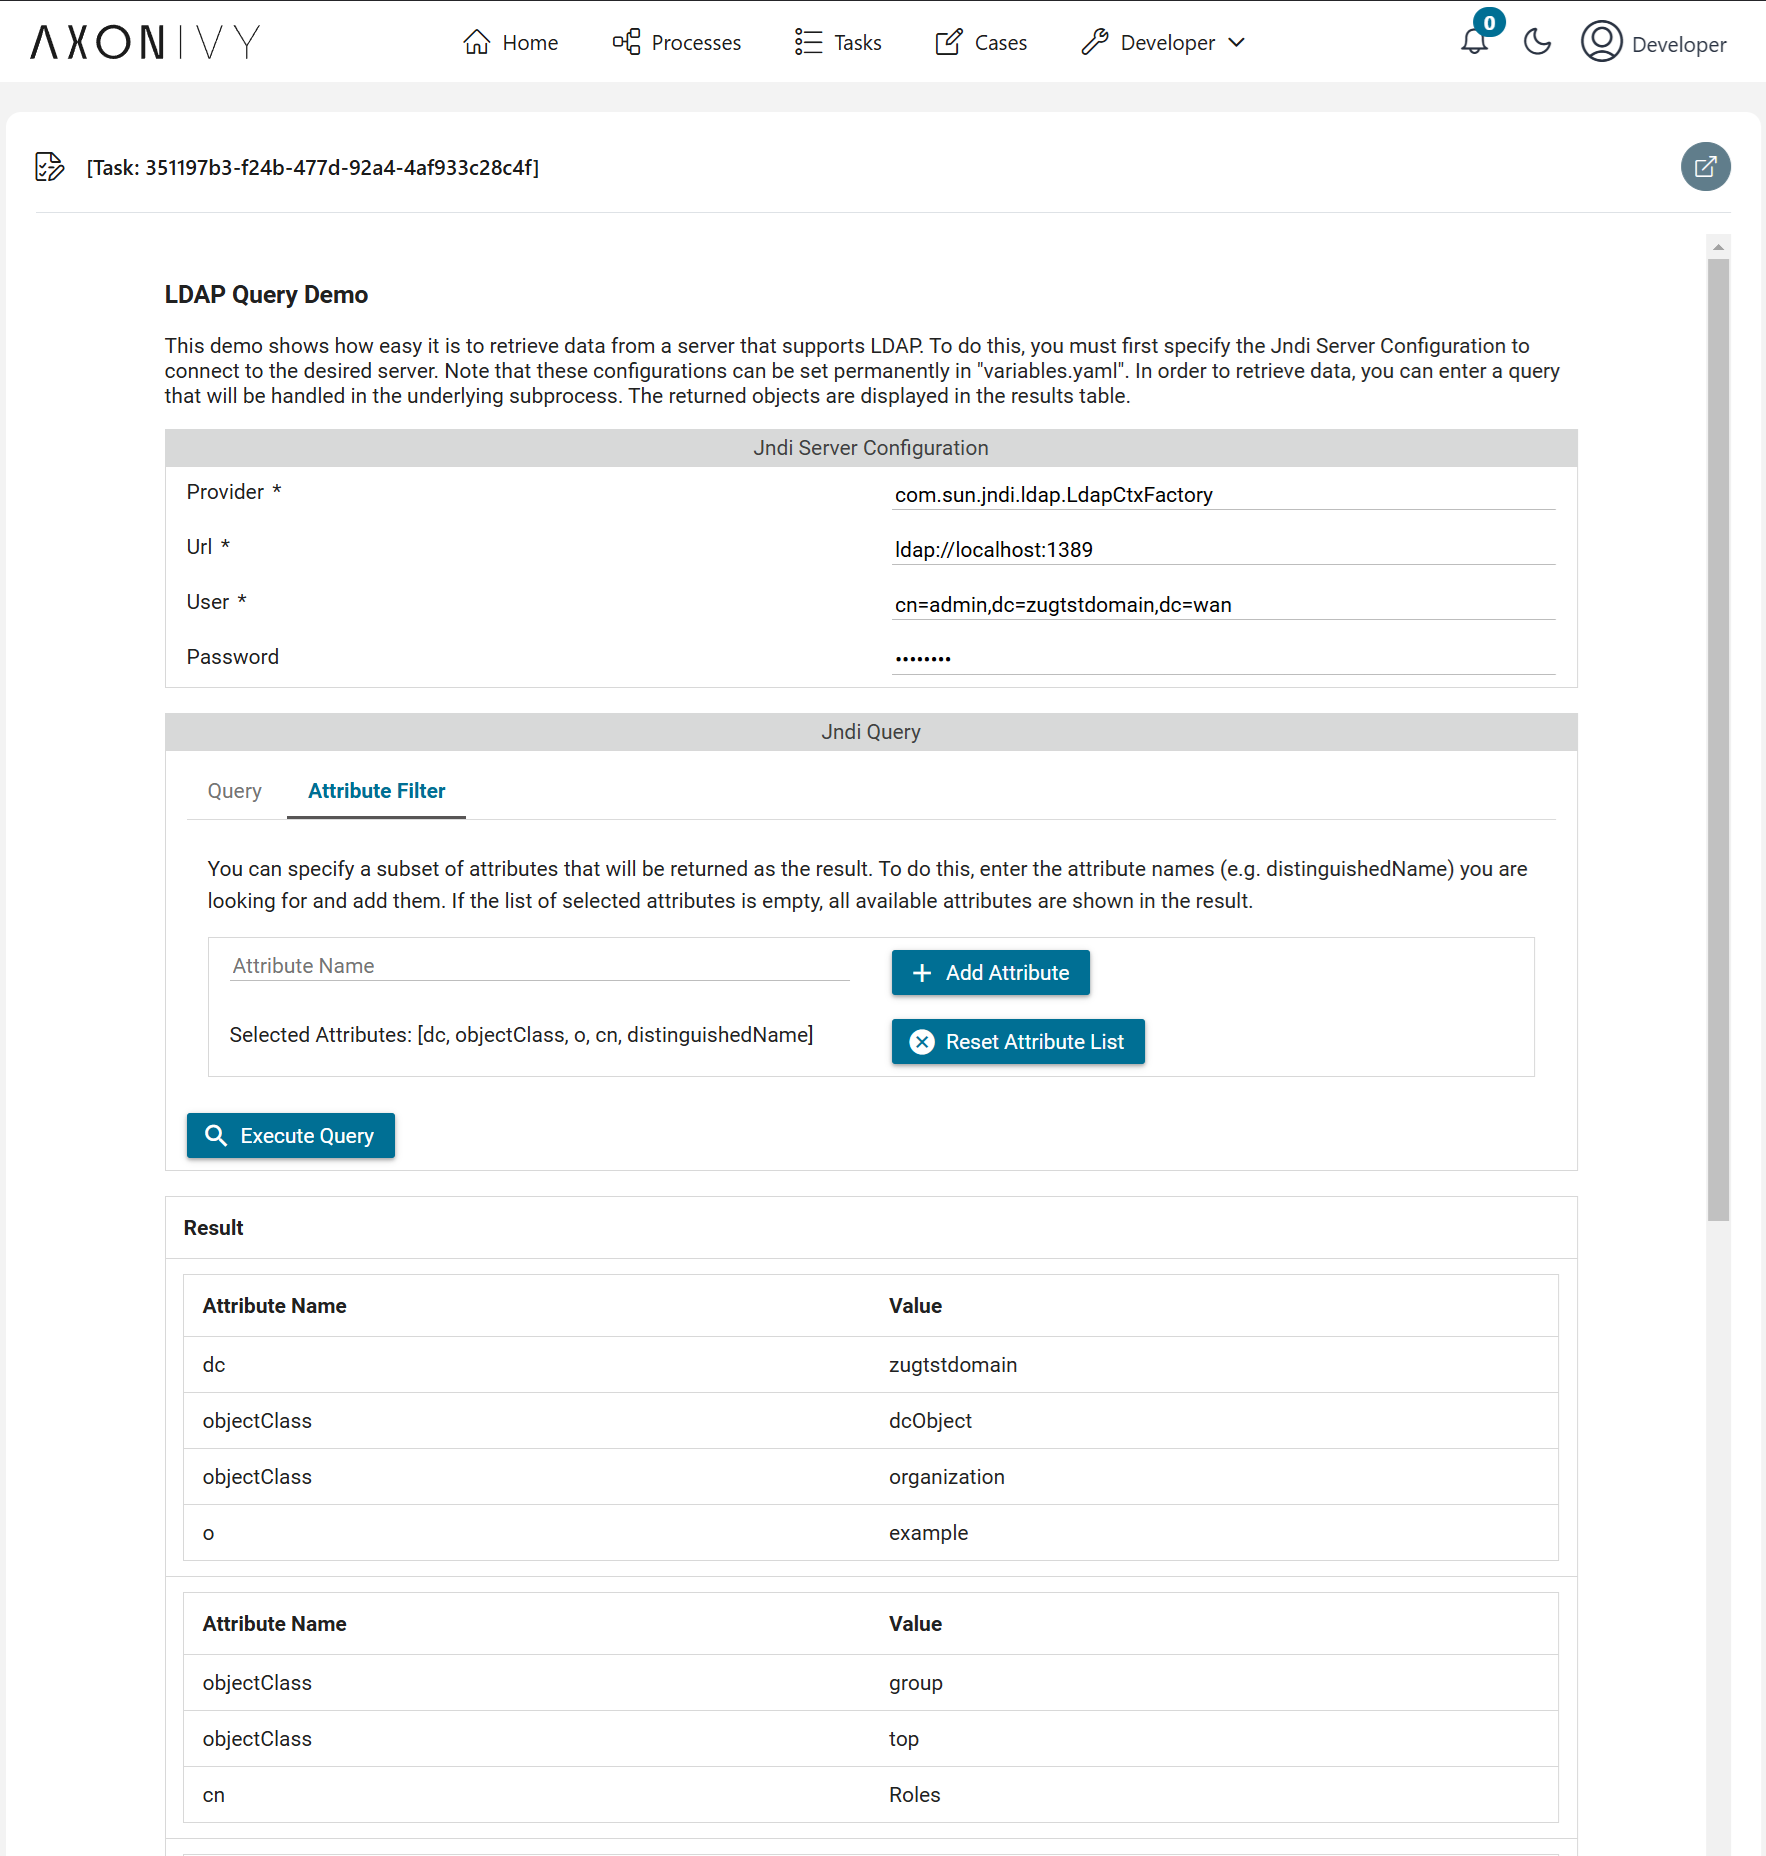 AXONIVY
Home
Processes
Tasks
Cases
Developer
0
Developer
[Task: 351197b3-f24b-477d-92a4-4af933c28c4f]
LDAP Query Demo
This demo shows how easy it is to retrieve data from a server that supports LDAP. To do this, you must first specify the Jndi Server Configuration to
connect to the desired server. Note that these configurations can be set permanently in "variables.yaml". In order to retrieve data, you can enter a query
that will be handled in the underlying subprocess. The returned objects are displayed in the results table.
Jndi Server Configuration
Provider * com.sun.jndi.ldap.LdapCtxFactory
Url * ldap://localhost:1389
User * cn=admin,dc=zugtstdomain,dc=wan
Password ••••••••
Jndi Query
Query Attribute Filter
You can specify a subset of attributes that will be returned as the result. To do this, enter the attribute names (e.g. distinguishedName) you are
looking for and add them. If the list of selected attributes is empty, all available attributes are shown in the result.
Attribute Name
Add Attribute
Selected Attributes: [dc, objectClass, o, cn, distinguishedName]
Reset Attribute List
Execute Query
Result
Attribute Name Value
dc zugtstdomain
objectClass dcObject
objectClass organization
o example
Attribute Name Value
objectClass group
objectClass top
cn Roles